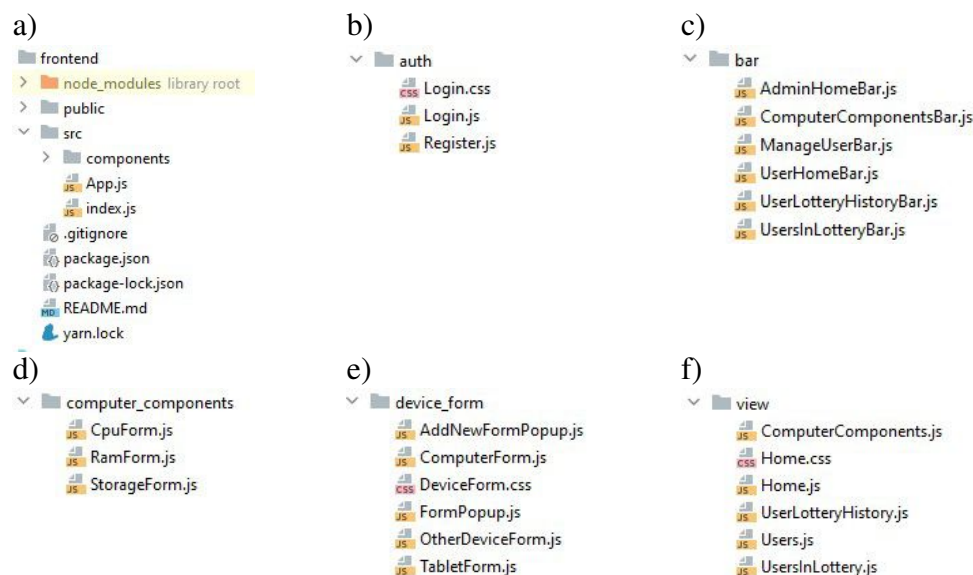 a)
frontend
node_modules library root
public
src
components
App.js
index.js
.gitignore
package.json
package-lock.json
README.md
yarn.lock
b)
auth
Login.css
Login.js
Register.js
c)
bar
AdminHomeBar.js
ComputerComponentsBar.js
ManageUserBar.js
UserHomeBar.js
UserLotteryHistoryBar.js
UsersInLotteryBar.js
d)
computer_components
CpuForm.js
RamForm.js
StorageForm.js
e)
device_form
AddNewFormPopup.js
ComputerForm.js
DeviceForm.css
FormPopup.js
OtherDeviceForm.js
TabletForm.js
f)
view
ComputerComponents.js
Home.css
Home.js
UserLotteryHistory.js
Users.js
UsersInLottery.js